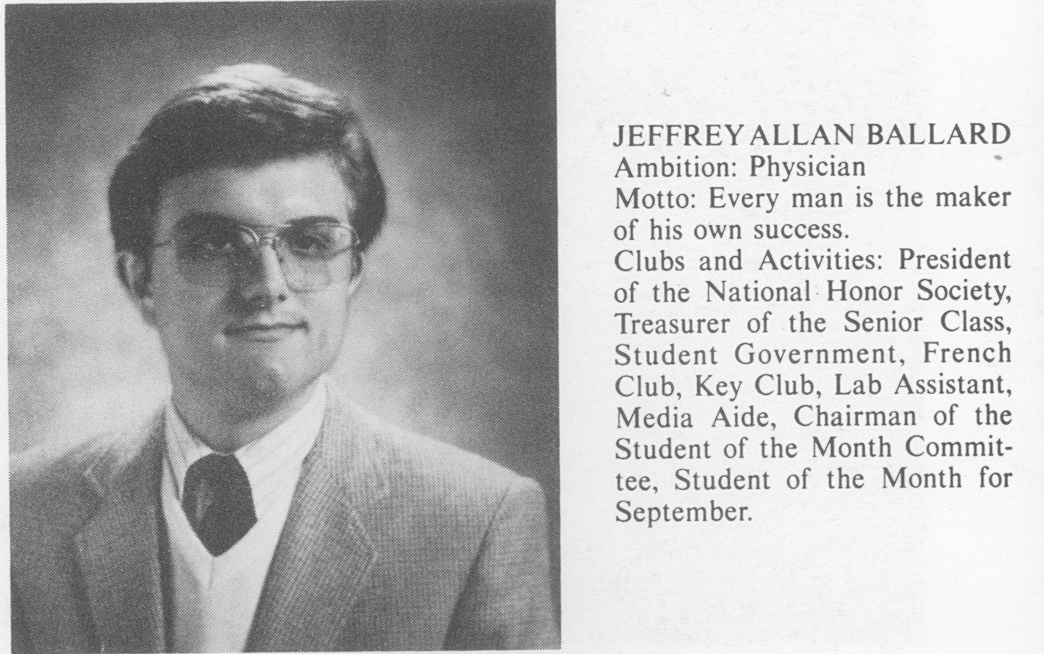 JEFFREY ALLAN BALLARD
Ambition: Physician
Motto: Every man is the maker
of his own success.
Clubs and Activities: President
of the National Honor Society,
Treasurer of the Senior Class,
Student Government, French
Club, Key Club, Lab Assistant,
Media Aide, Chairman of the
Student of the Month Commit-
tee, Student of the Month for
September.